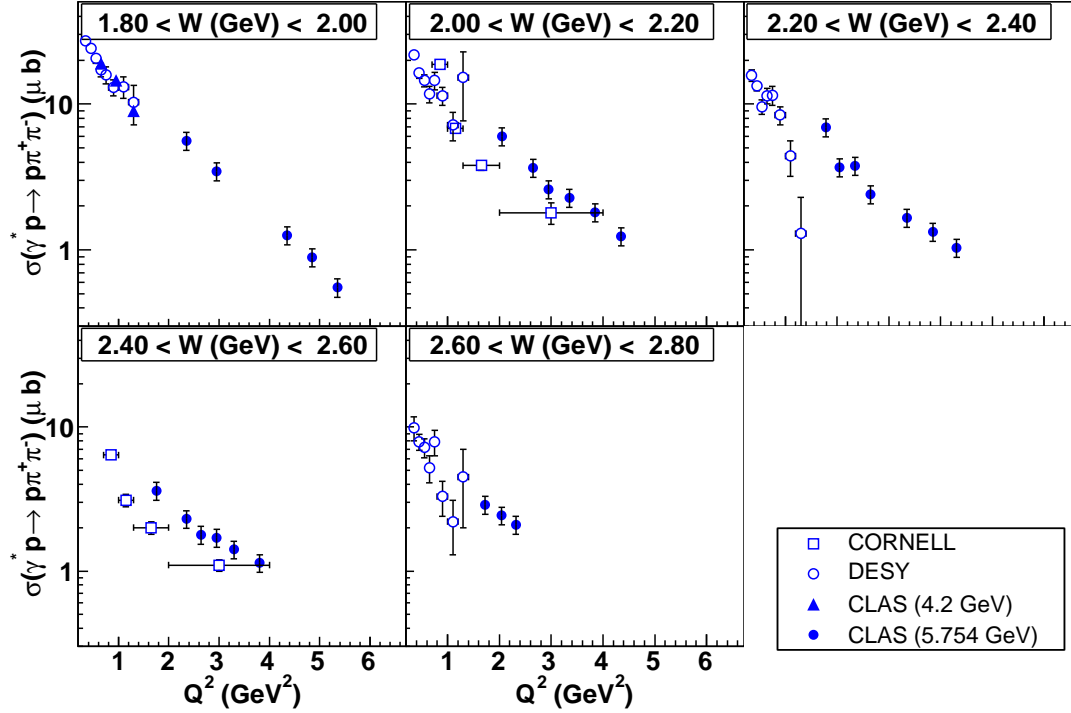 1.80 < W (GeV) < 2.00
2.00 < W (GeV) < 2.20
2.20 < W (GeV) < 2.40
σ(γ* p→ pπ⁺π⁻) (μ b)
10
1
2.40 < W (GeV) < 2.60
2.60 < W (GeV) < 2.80
σ(γ* p→ pπ⁺π⁻) (μ b)
10
1
1 2 3 4 5 6
1 2 3 4 5 6
Q² (GeV²)
Q² (GeV²)
CORNELL
DESY
CLAS (4.2 GeV)
CLAS (5.754 GeV)